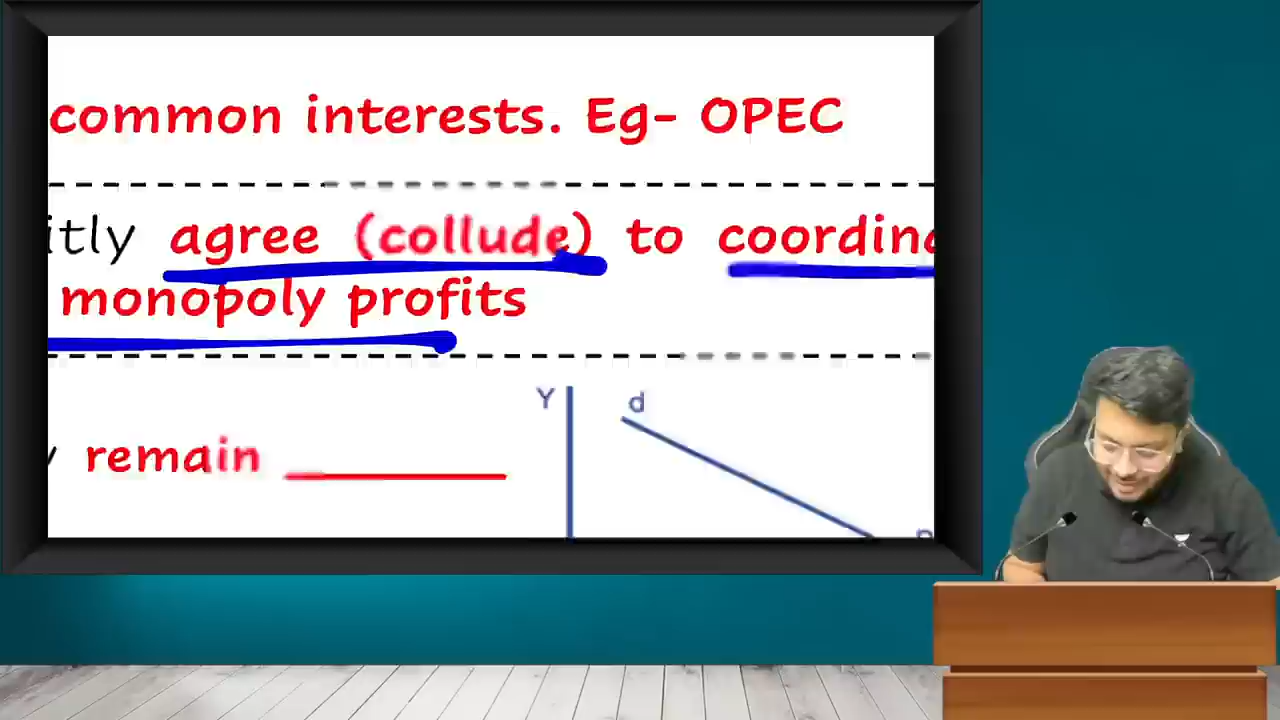 common interests. Eg- OPEC
itly agree (collude) to coordina
monopoly profits
remain
Y
d